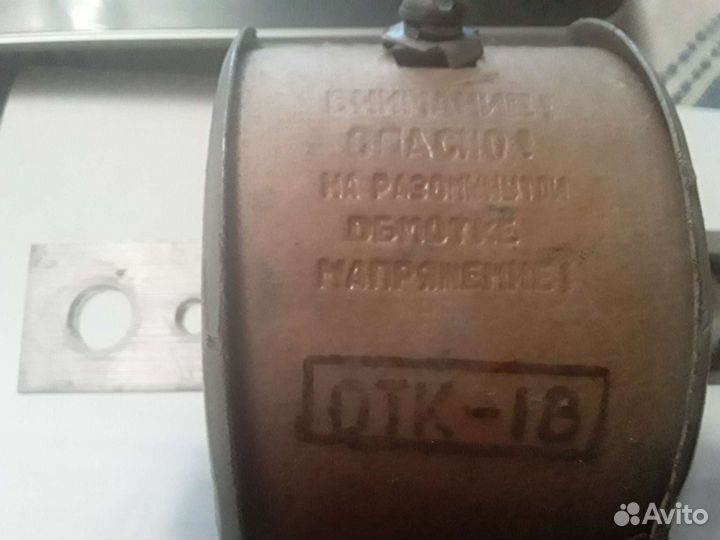 ВНИМАНИЕ!
ОПАСНО!
НА РАЗОМКНУТОЙ
ОБМОТКЕ
НАПРЯЖЕНИЕ!
ОТК-18
Avito